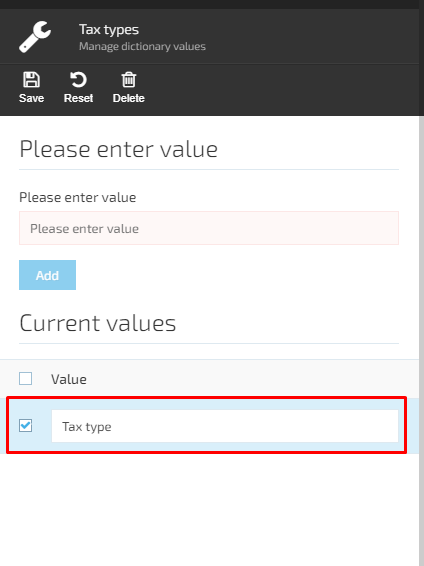 Tax types
Manage dictionary values
Save Reset Delete
Please enter value
Please enter value
Please enter value
Add
Current values
Value
Tax type